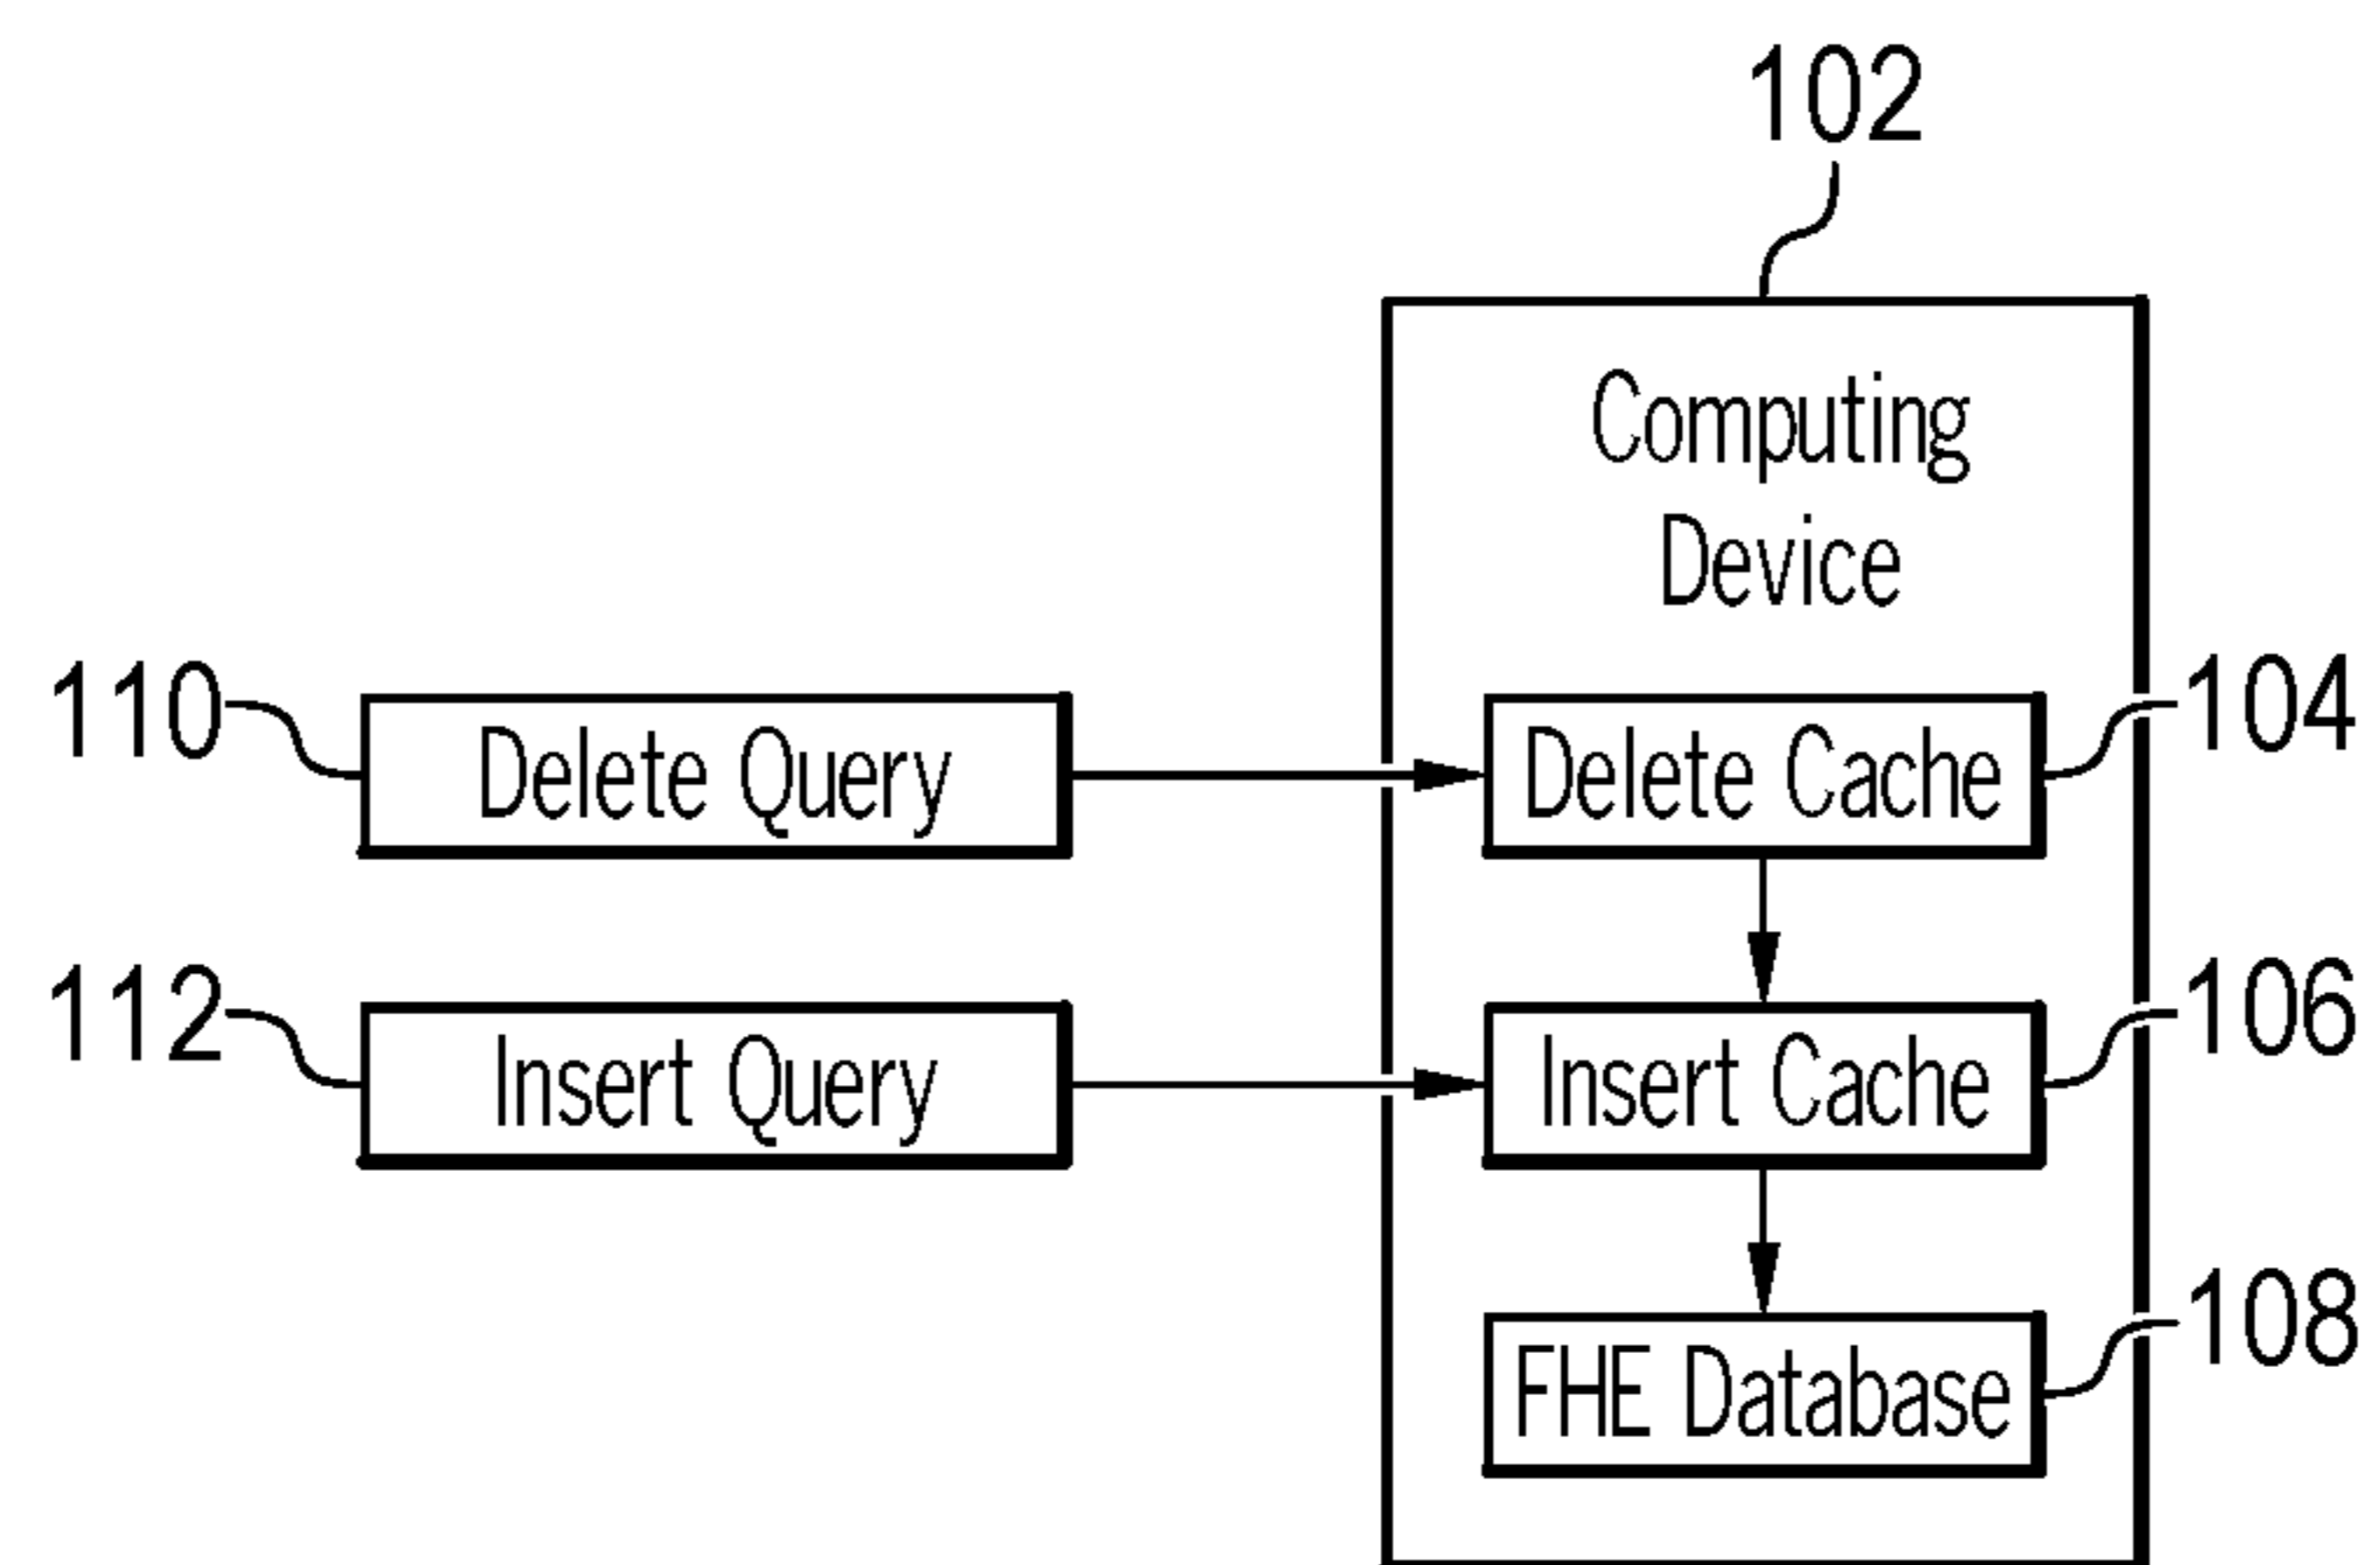 102
Computing
Device
110
Delete Query
Delete Cache
104
112
Insert Query
Insert Cache
106
FHE Database
108